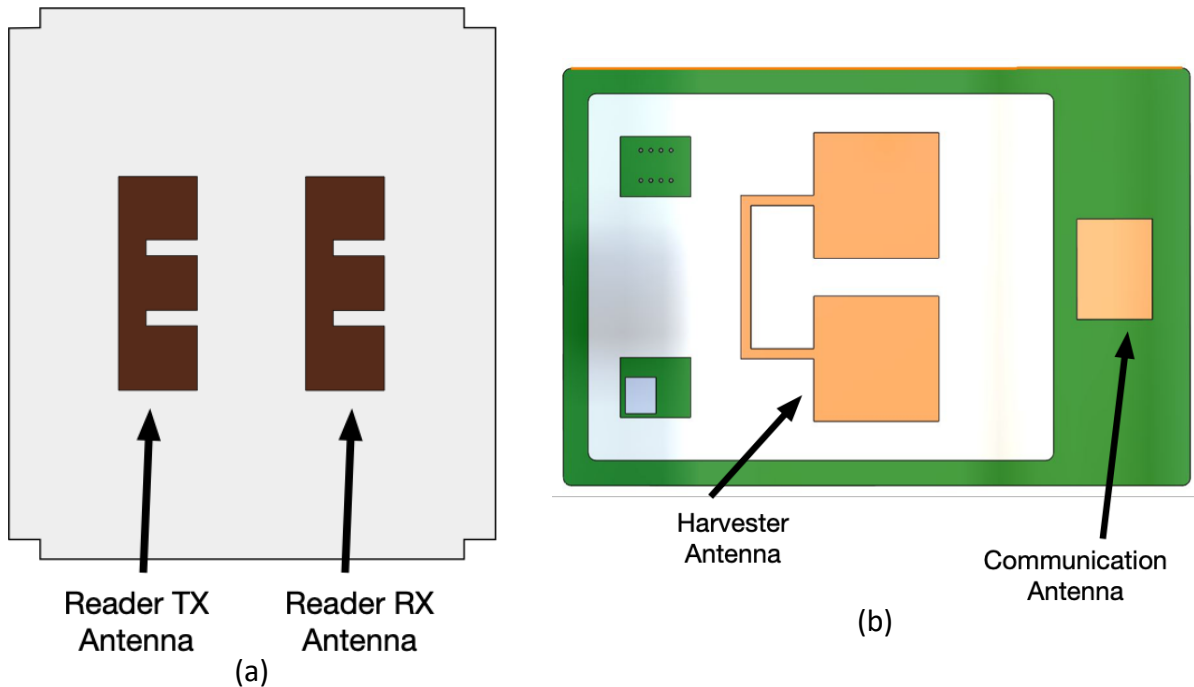 Reader TX
Antenna
Reader RX
Antenna
(a)
Harvester
Antenna
Communication
Antenna
(b)